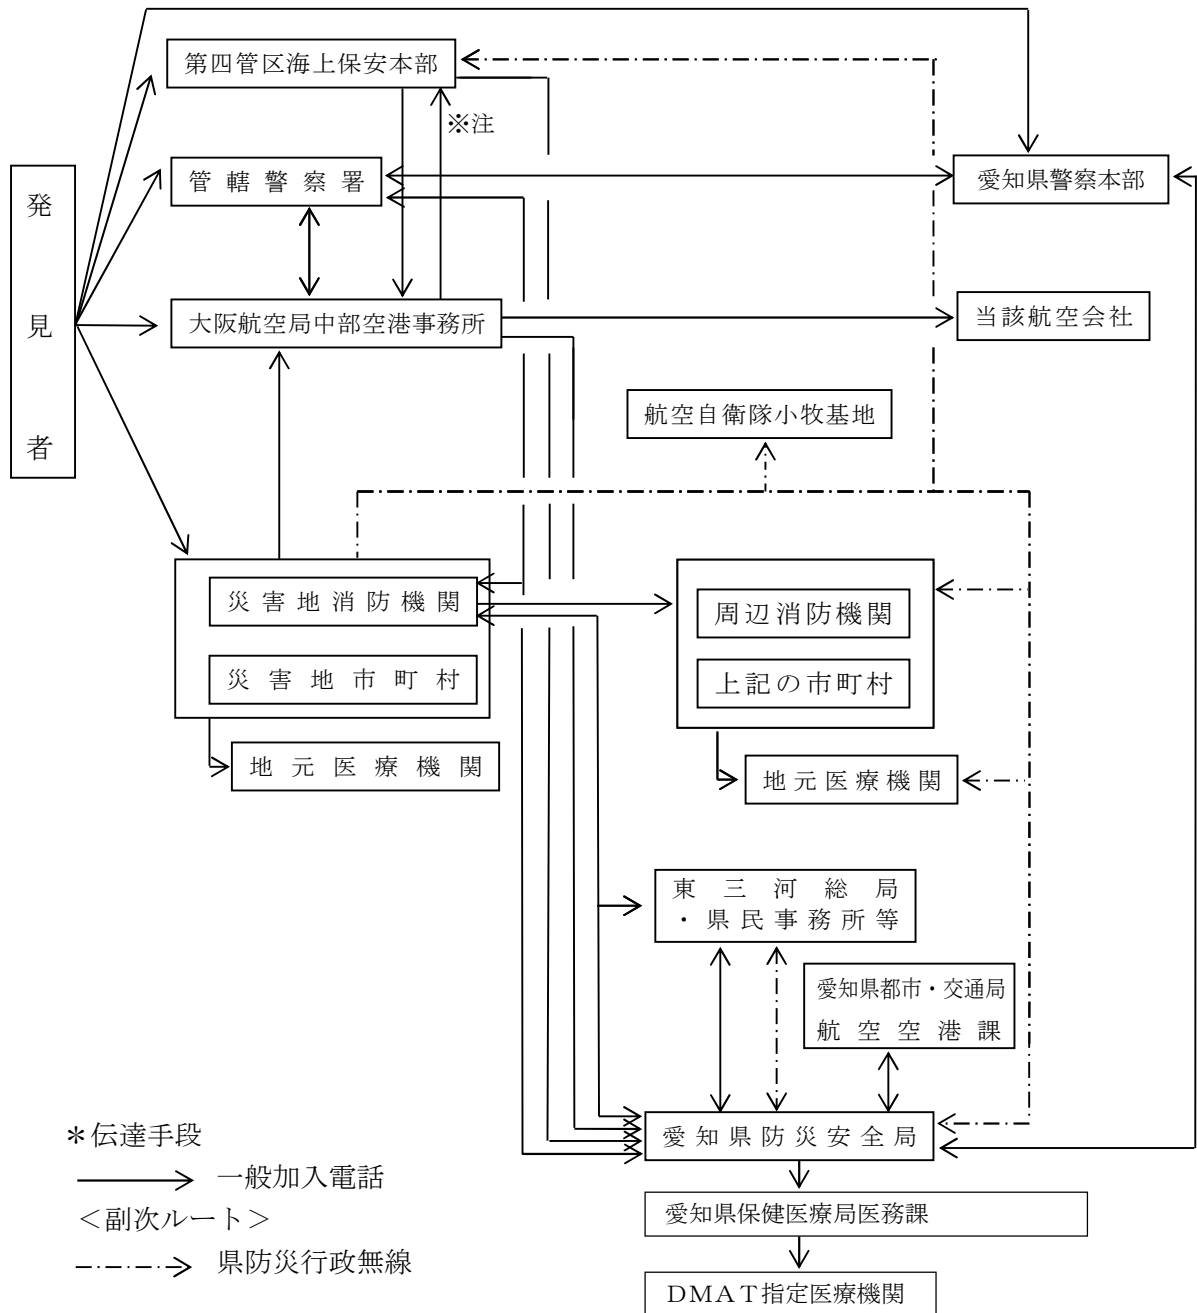 第四管区海上保安本部
※注
発見者
管轄警察署
愛知県警察本部
大阪航空局中部空港事務所
当該航空会社
航空自衛隊小牧基地
災害地消防機関
周辺消防機関
災害地市町村
上記の市町村
地元医療機関
地元医療機関
東三河総局
・県民事務所等
愛知県都市・交通局
航空空港課
愛知県防災安全局
＊伝達手段
一般加入電話
＜副次ルート＞
県防災行政無線
愛知県保健医療局医務課
ＤＭＡＴ指定医療機関